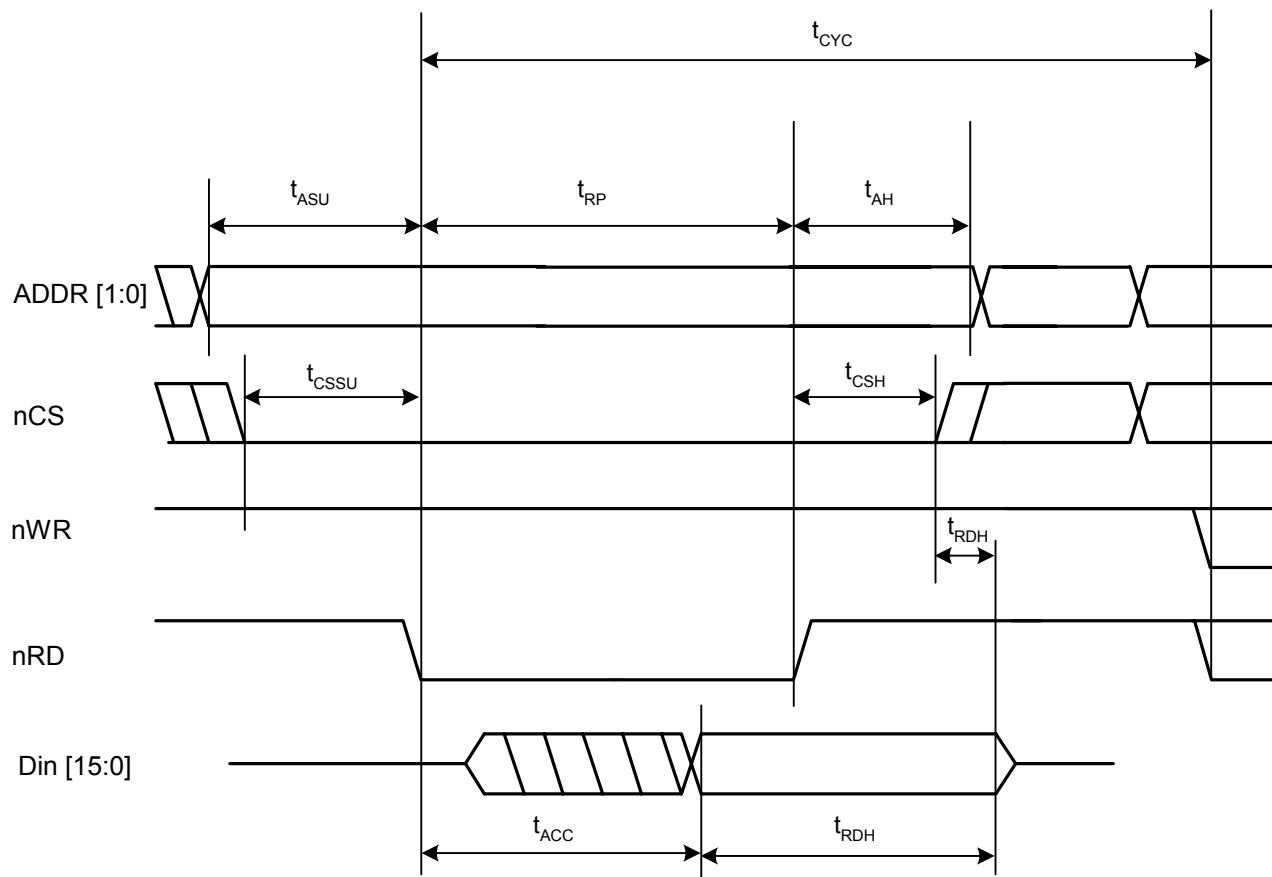 tCYC
tASU
tRP
tAH
ADDR [1:0]
tCSSU
tCSH
nCS
nWR
tRDH
nRD
Din [15:0]
tACC
tRDH